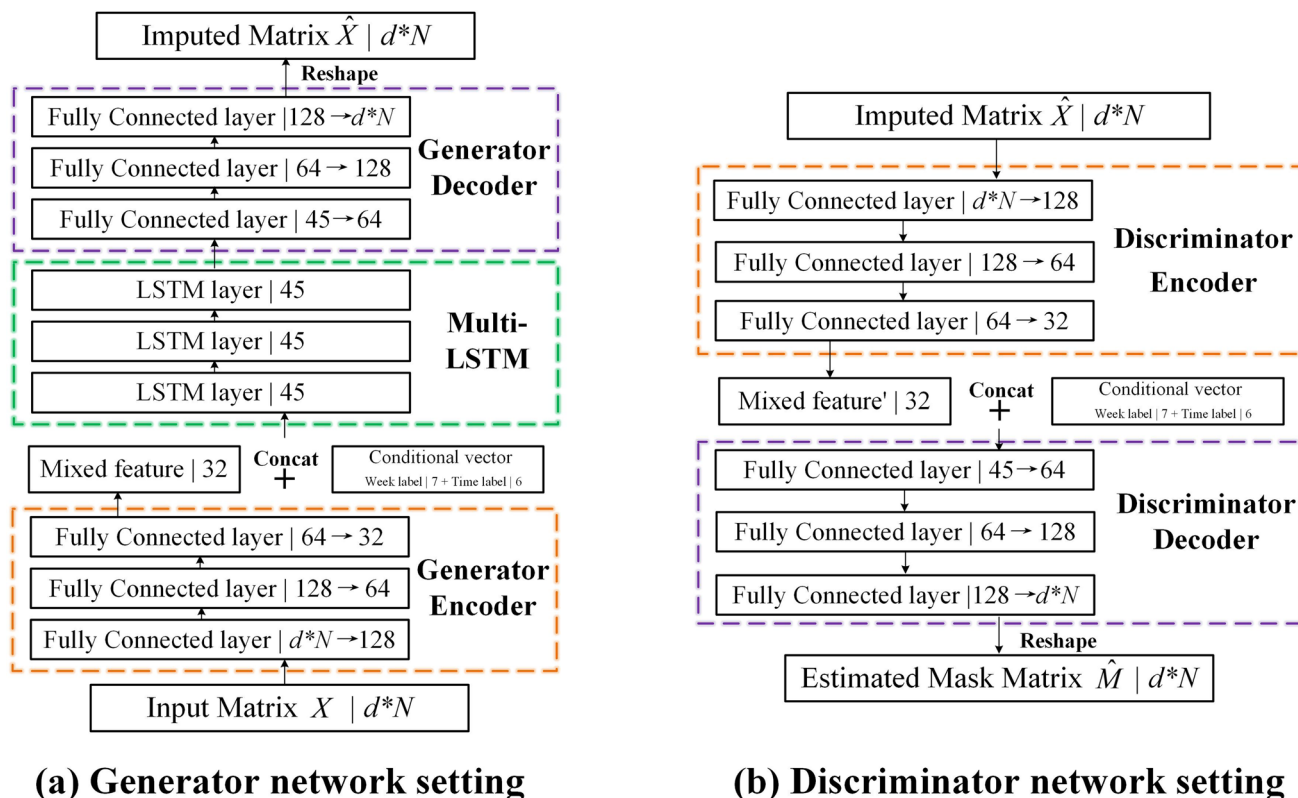 Imputed Matrix X̂ | d*N
Reshape
Fully Connected layer |128→d*N
Fully Connected layer | 64→128
Fully Connected layer | 45→64
Generator
Decoder
LSTM layer | 45
LSTM layer | 45
LSTM layer | 45
Multi-
LSTM
Mixed feature | 32
Concat
+
Conditional vector
Week label | 7 + Time label | 6
Fully Connected layer | 64→32
Fully Connected layer | 128→64
Fully Connected layer | d*N→128
Generator
Encoder
Input Matrix X | d*N
(a) Generator network setting
Imputed Matrix X̂ | d*N
Fully Connected layer | d*N→128
Fully Connected layer | 128→64
Fully Connected layer | 64→32
Discriminator
Encoder
Mixed feature' | 32
Concat
+
Conditional vector
Week label | 7 + Time label | 6
Fully Connected layer | 45→64
Fully Connected layer | 64→128
Fully Connected layer |128→d*N
Discriminator
Decoder
Reshape
Estimated Mask Matrix M̂ | d*N
(b) Discriminator network setting